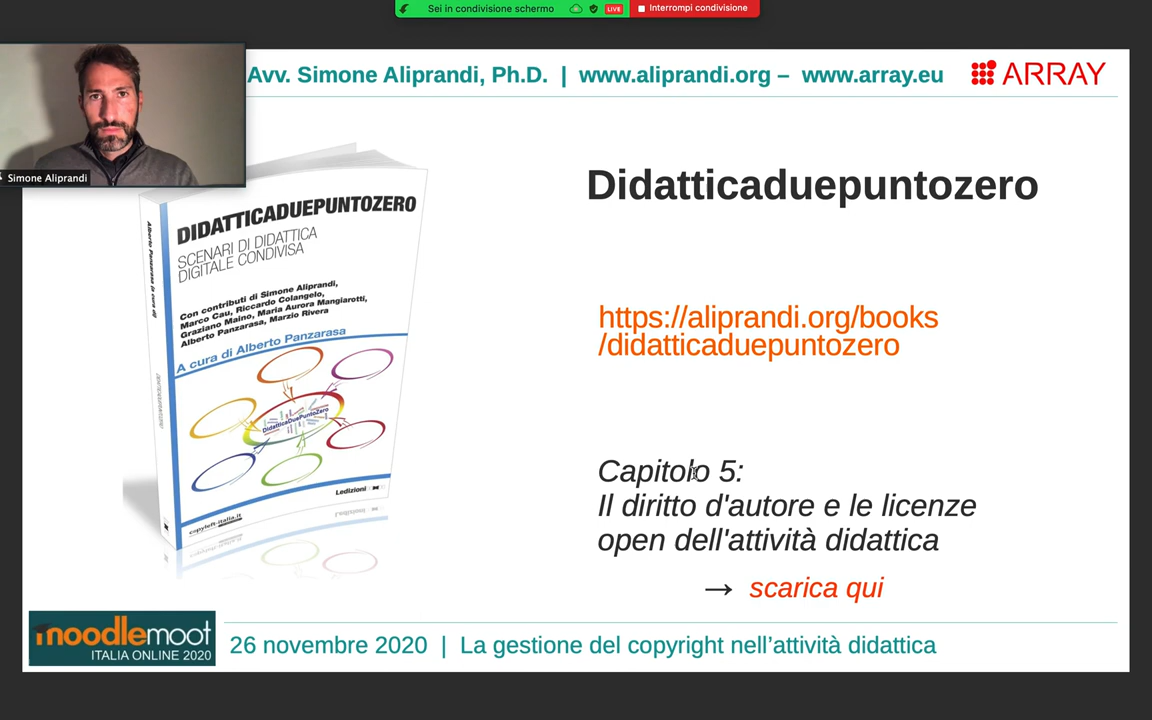 Sei in condivisione schermo
LIVE
Interrompi condivisione
Avv. Simone Aliprandi, Ph.D. | www.aliprandi.org – www.array.eu
ARRAY
Simone Aliprandi
Didatticaduepuntozero
DIDATTICADUEPUNTOZERO
SCENARI DI DIDATTICA
DIGITALE CONDIVISA
Con contributi di Simone Aliprandi,
Marco Cau, Riccardo Colangelo,
Graziano Maino, Maria Aurora Mangiarotti,
Alberto Panzarasa, Marzio Rivera
A cura di Alberto Panzarasa
DidatticaDuePuntoZero
Ledizioni
copyleft-italia.it
https://aliprandi.org/books
/didatticaduepuntozero
Capitolo 5:
Il diritto d'autore e le licenze
open dell'attività didattica
→ scarica qui
moodlemoot
ITALIA ONLINE 2020
26 novembre 2020 | La gestione del copyright nell’attività didattica